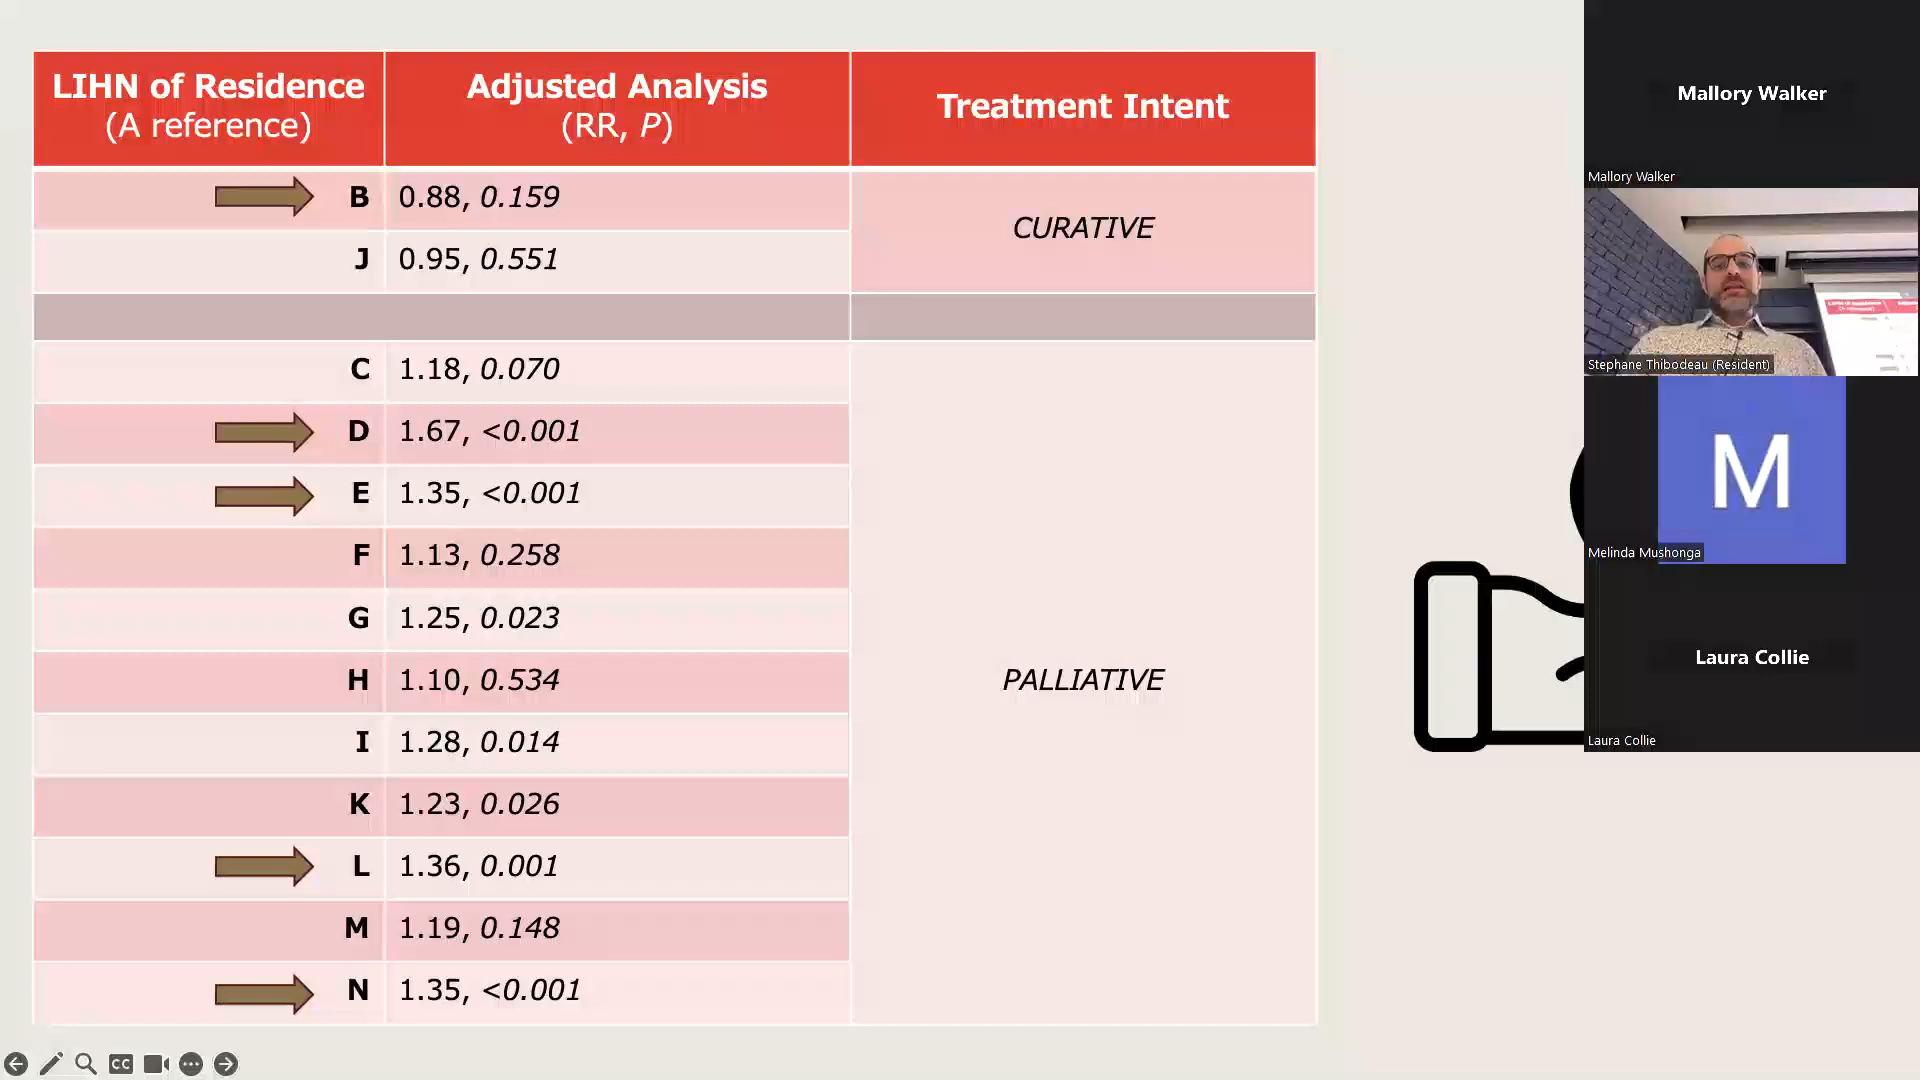 LIHN of Residence
(A reference)
Adjusted Analysis
(RR, P)
Treatment Intent
B 0.88, 0.159
CURATIVE
J 0.95, 0.551
C 1.18, 0.070
D 1.67, <0.001
E 1.35, <0.001
F 1.13, 0.258
G 1.25, 0.023
H 1.10, 0.534
PALLIATIVE
I 1.28, 0.014
K 1.23, 0.026
L 1.36, 0.001
M 1.19, 0.148
N 1.35, <0.001
Mallory Walker
Mallory Walker
LIHN of Residence
Stephane Thibodeau (Resident)
M
Melinda Mushonga
Laura Collie
Laura Collie
CC